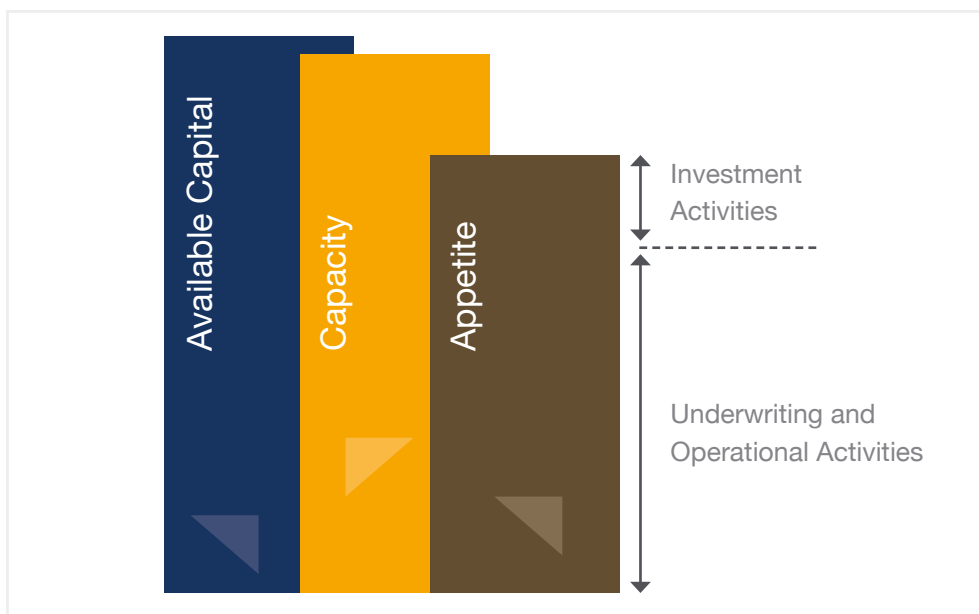 Available Capital
Capacity
Appetite
Investment
Activities
Underwriting and
Operational Activities